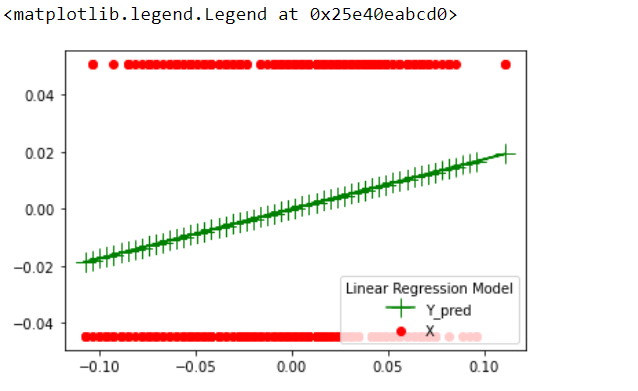 <matplotlib.legend.Legend at 0x25e40eabcd0>
0.04
0.02
0.00
−0.02
−0.04
Linear Regression Model
Y_pred
X
−0.10 −0.05 0.00 0.05 0.10